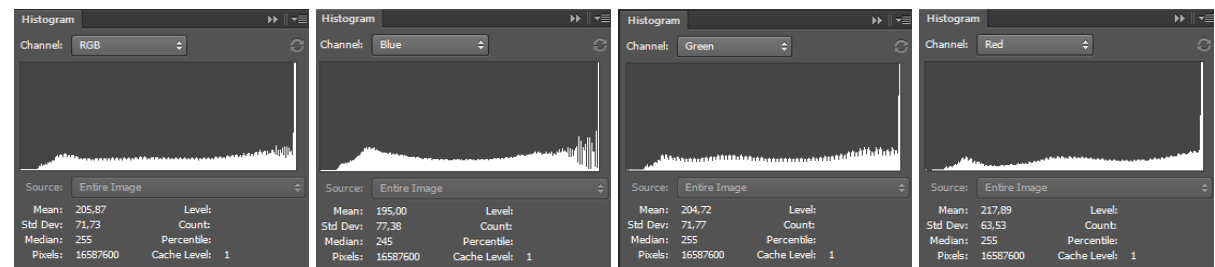 Histogram
Channel: RGB
Source: Entire Image
Mean: 205,87 Level:
Std Dev: 71,73 Count:
Median: 255 Percentile:
Pixels: 16587600 Cache Level: 1
Histogram
Channel: Blue
Source: Entire Image
Mean: 195,00 Level:
Std Dev: 77,38 Count:
Median: 245 Percentile:
Pixels: 16587600 Cache Level: 1
Histogram
Channel: Green
Source: Entire Image
Mean: 204,72 Level:
Std Dev: 71,77 Count:
Median: 255 Percentile:
Pixels: 16587600 Cache Level: 1
Histogram
Channel: Red
Source: Entire Image
Mean: 217,89 Level:
Std Dev: 63,53 Count:
Median: 255 Percentile:
Pixels: 16587600 Cache Level: 1